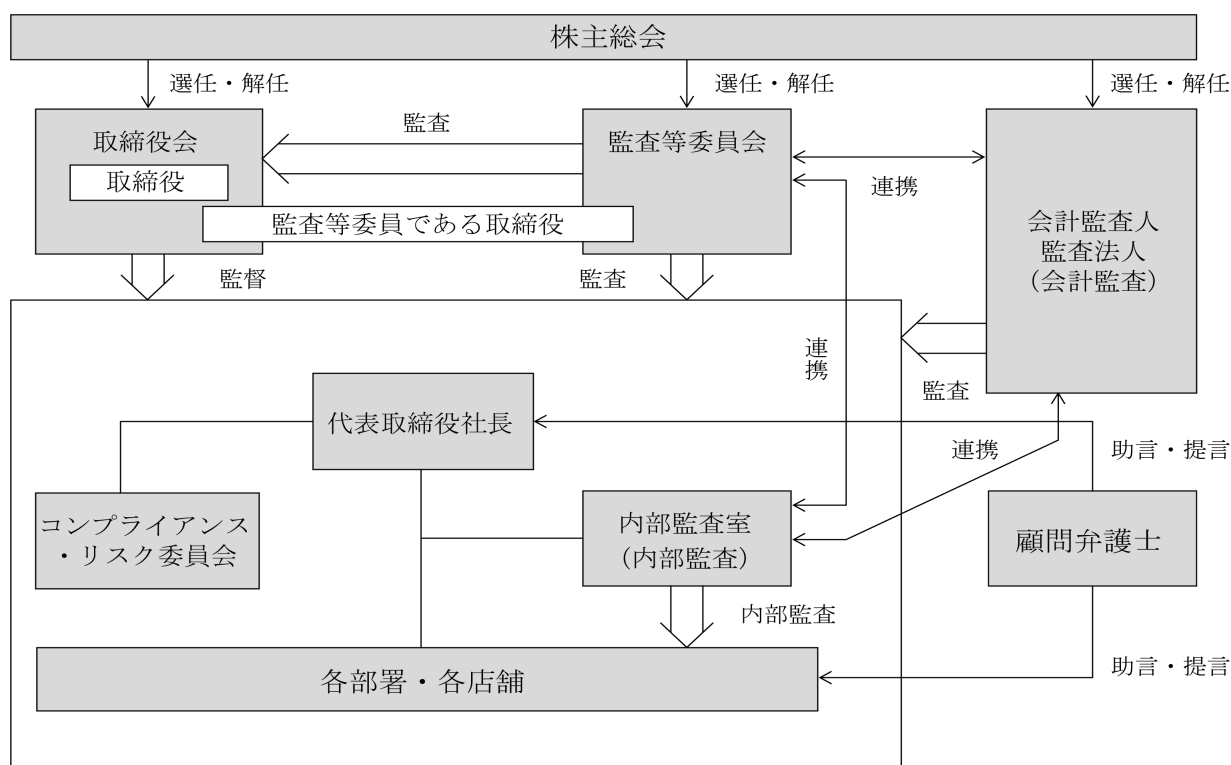 株主総会
選任・解任
選任・解任
選任・解任
取締役会
取締役
監査
監査等委員会
監査等委員である取締役
連携
会計監査人
監査法人
（会計監査）
監督
監査
連携
監査
代表取締役社長
連携
助言・提言
コンプライアンス
・リスク委員会
内部監査室
（内部監査）
顧問弁護士
内部監査
各部署・各店舗
助言・提言